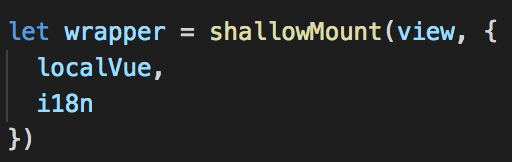 let wrapper = shallowMount(view, {
  localVue,
  i18n
})